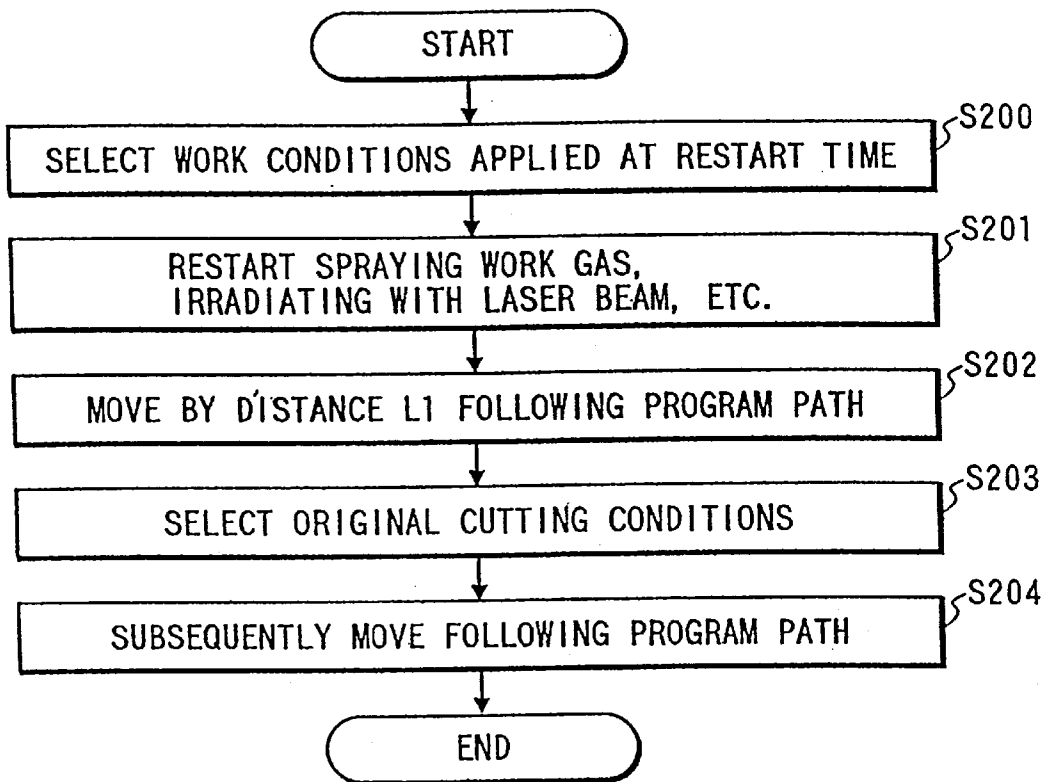 START
S200
SELECT WORK CONDITIONS APPLIED AT RESTART TIME
S201
RESTART SPRAYING WORK GAS,
IRRADIATING WITH LASER BEAM, ETC.
S202
MOVE BY DISTANCE L1 FOLLOWING PROGRAM PATH
S203
SELECT ORIGINAL CUTTING CONDITIONS
S204
SUBSEQUENTLY MOVE FOLLOWING PROGRAM PATH
END